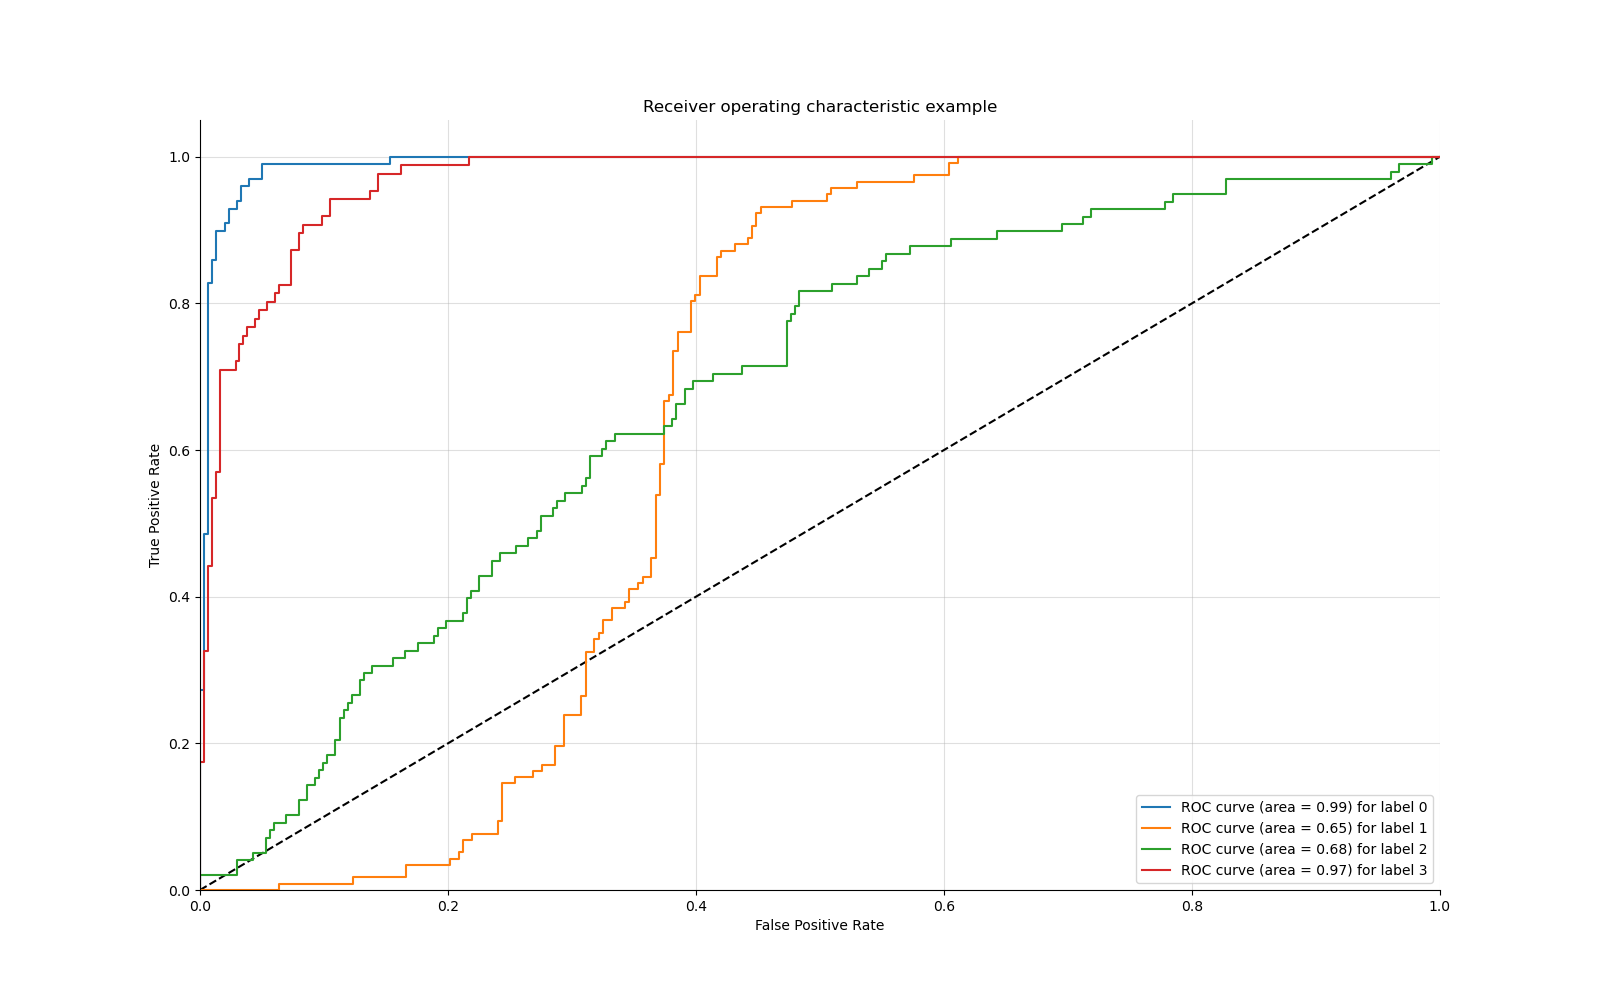 Receiver operating characteristic example
True Positive Rate
1.0
0.8
0.6
0.4
0.2
0.0
ROC curve (area = 0.99) for label 0
ROC curve (area = 0.65) for label 1
ROC curve (area = 0.68) for label 2
ROC curve (area = 0.97) for label 3
0.0 0.2 0.4 0.6 0.8 1.0
False Positive Rate